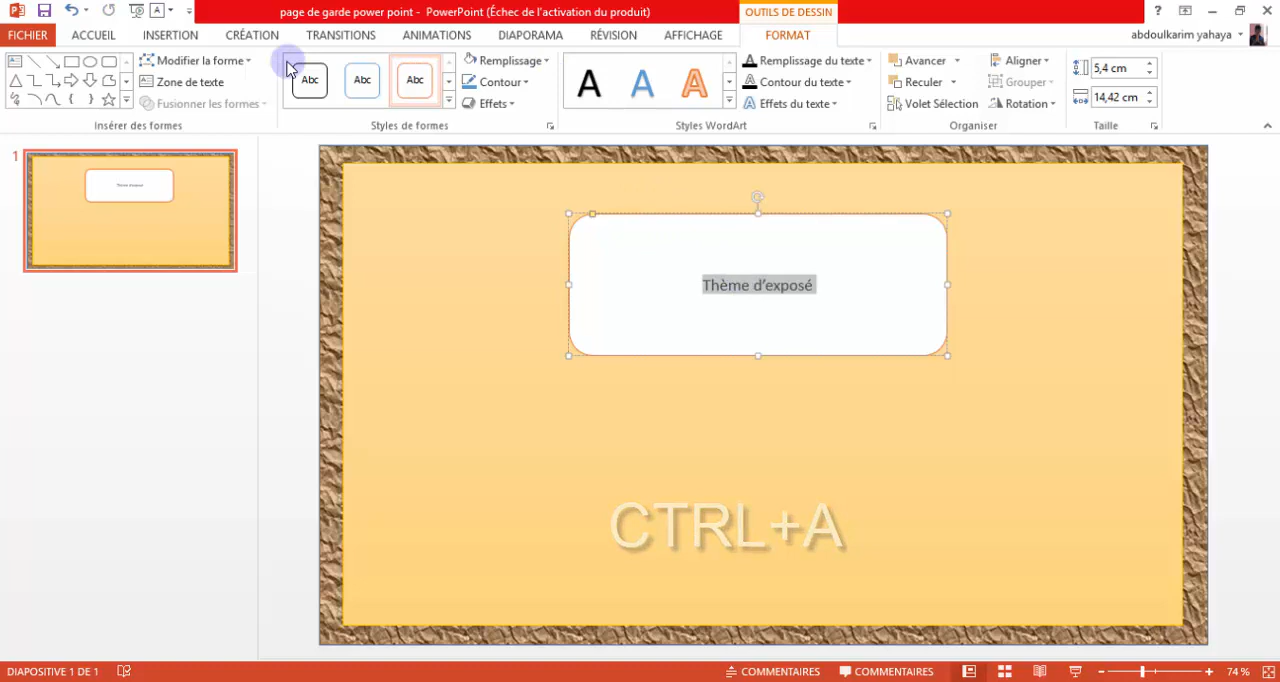 page de garde power point - PowerPoint (Échec de l'activation du produit)
OUTILS DE DESSIN
FICHIER ACCUEIL INSERTION CRÉATION TRANSITIONS ANIMATIONS DIAPORAMA RÉVISION AFFICHAGE FORMAT abdoulkarim yahaya
Modifier la forme
Zone de texte
Fusionner les formes
Insérer des formes
Abc Abc Abc
Remplissage
Contour
Effets
Styles de formes
A A A
Remplissage du texte
Contour du texte
Effets du texte
Styles WordArt
Avancer
Reculer
Volet Sélection
Aligner
Grouper
Rotation
Organiser
5,4 cm
14,42 cm
Taille
1
Thème d'exposé
Thème d'exposé
CTRL+A
DIAPOSITIVE 1 DE 1 COMMENTAIRES COMMENTAIRES 74 %